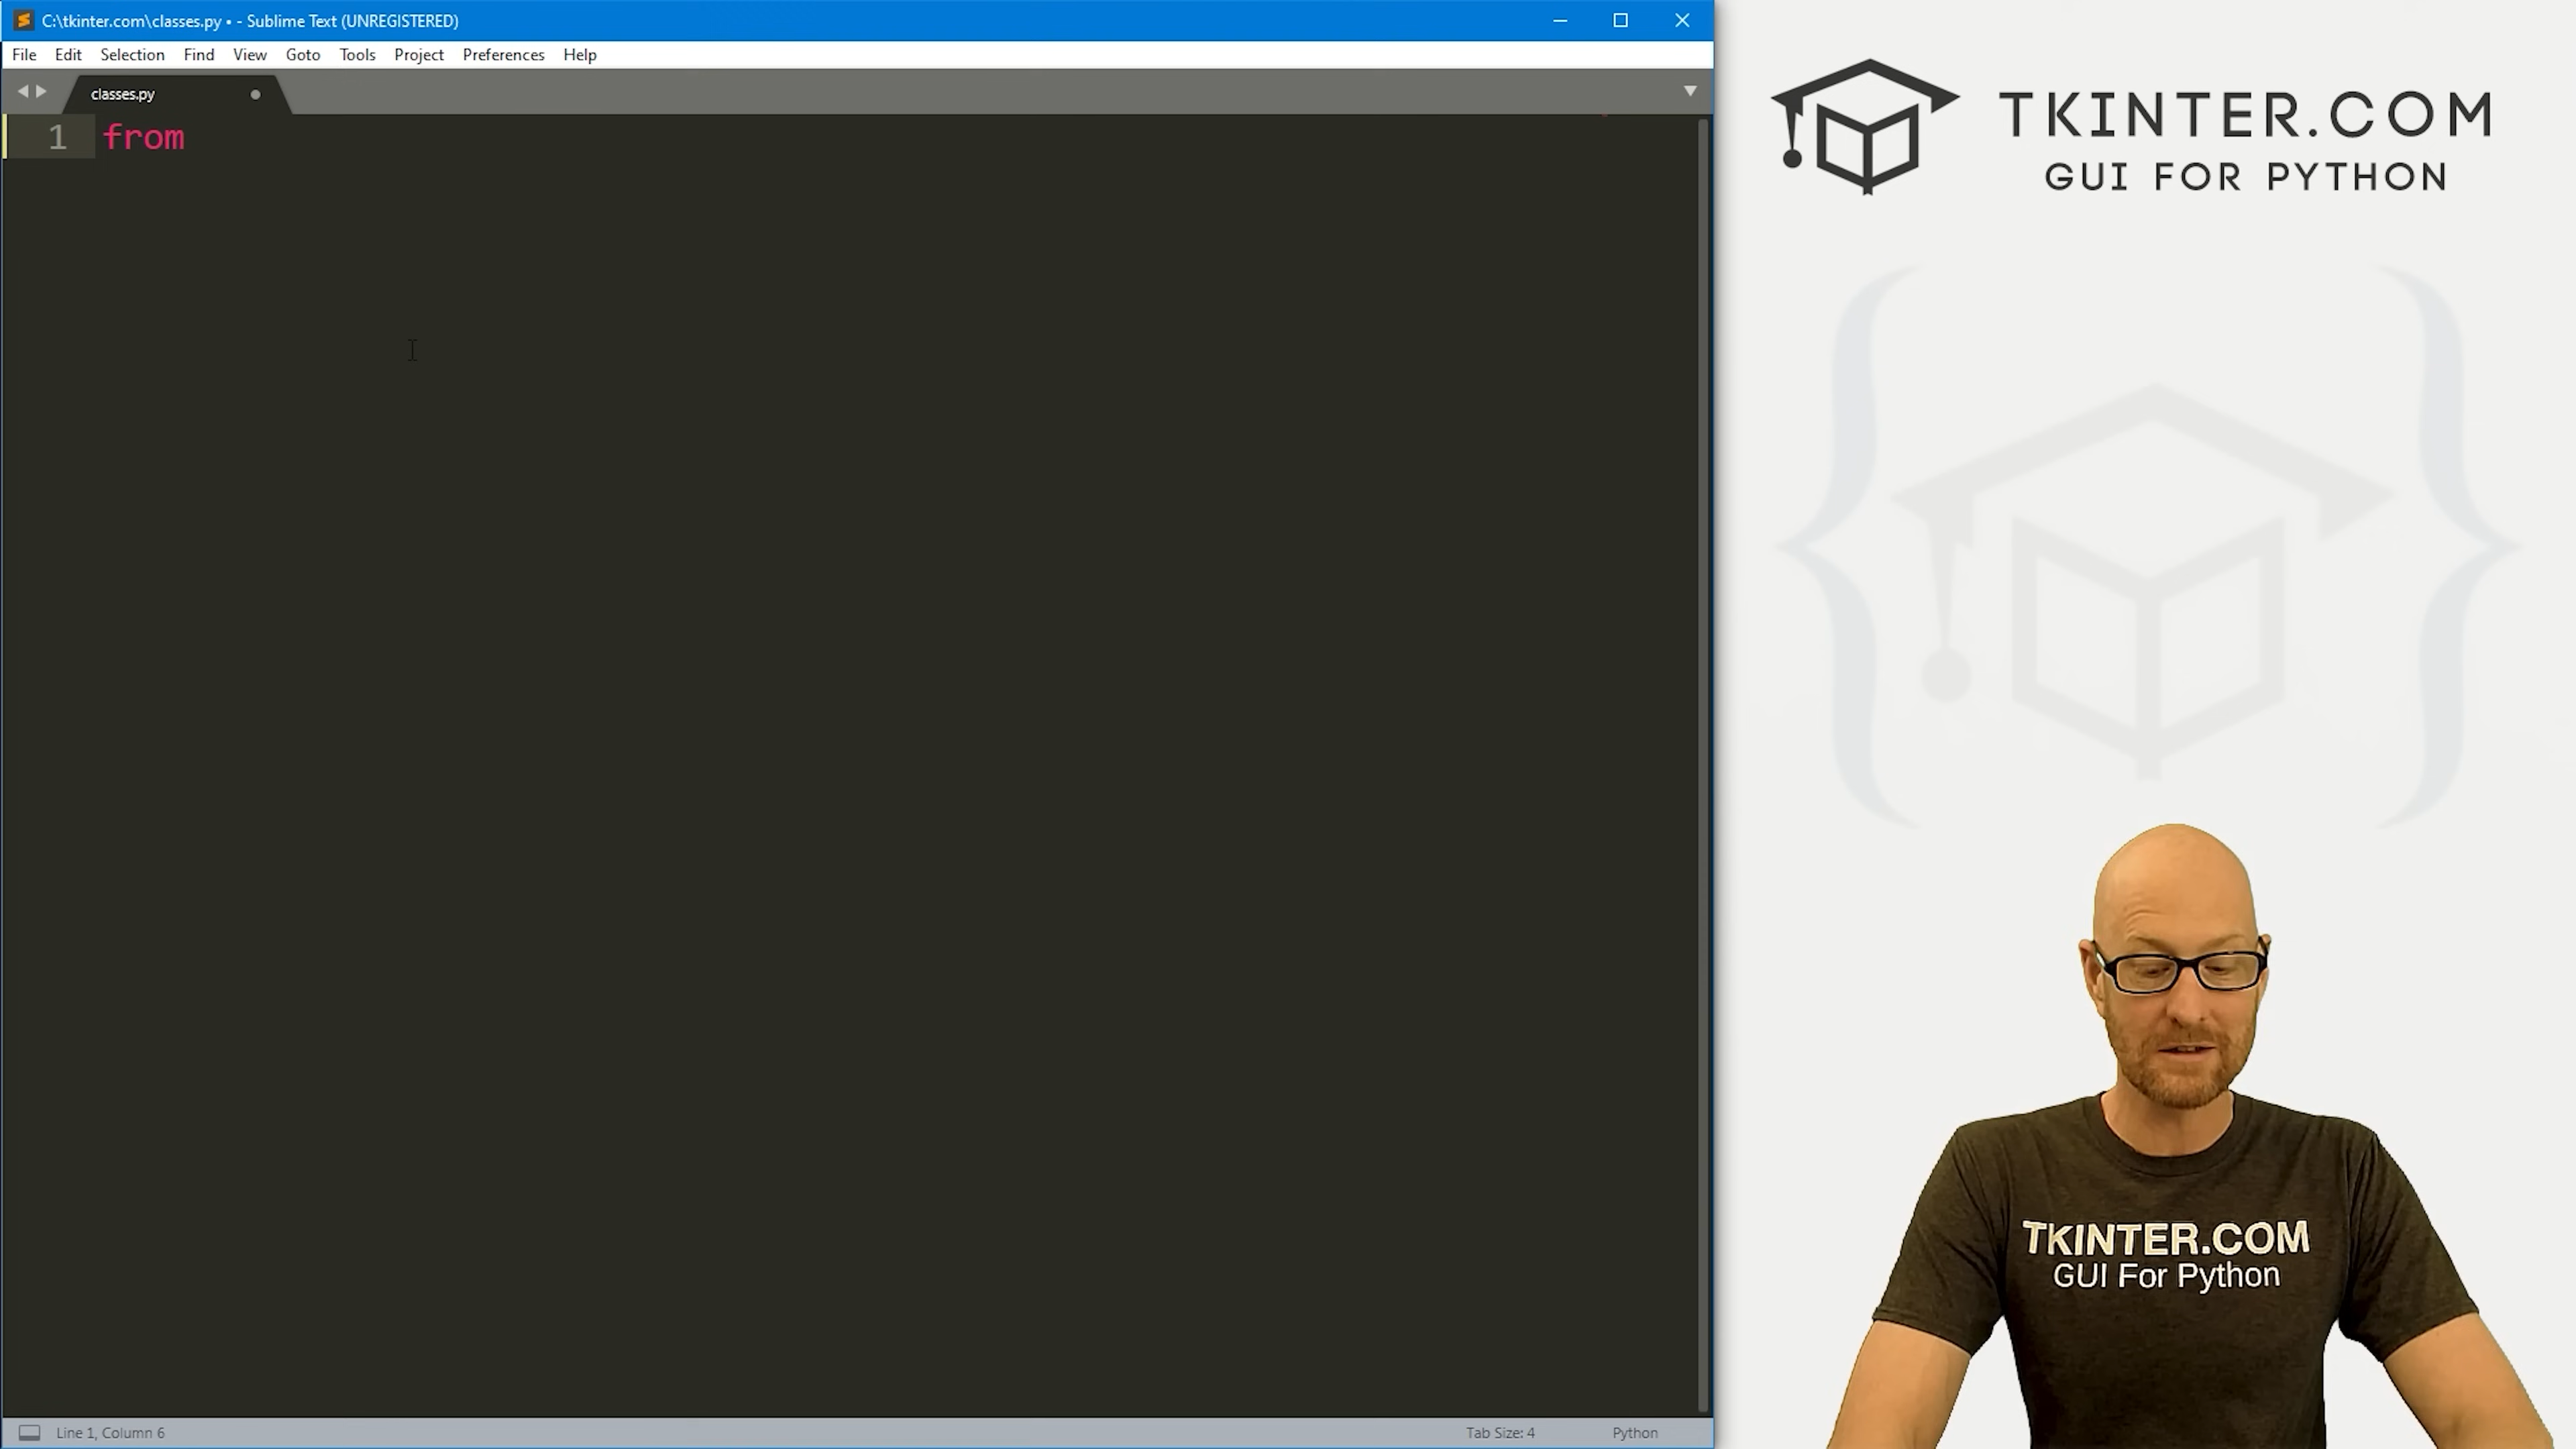 C:\tkinter.com\classes.py • - Sublime Text (UNREGISTERED)
File Edit Selection Find View Goto Tools Project Preferences Help
classes.py
1 from
Line 1, Column 6
Tab Size: 4
Python
TKINTER.COM
GUI FOR PYTHON
TKINTER.COM
GUI For Python